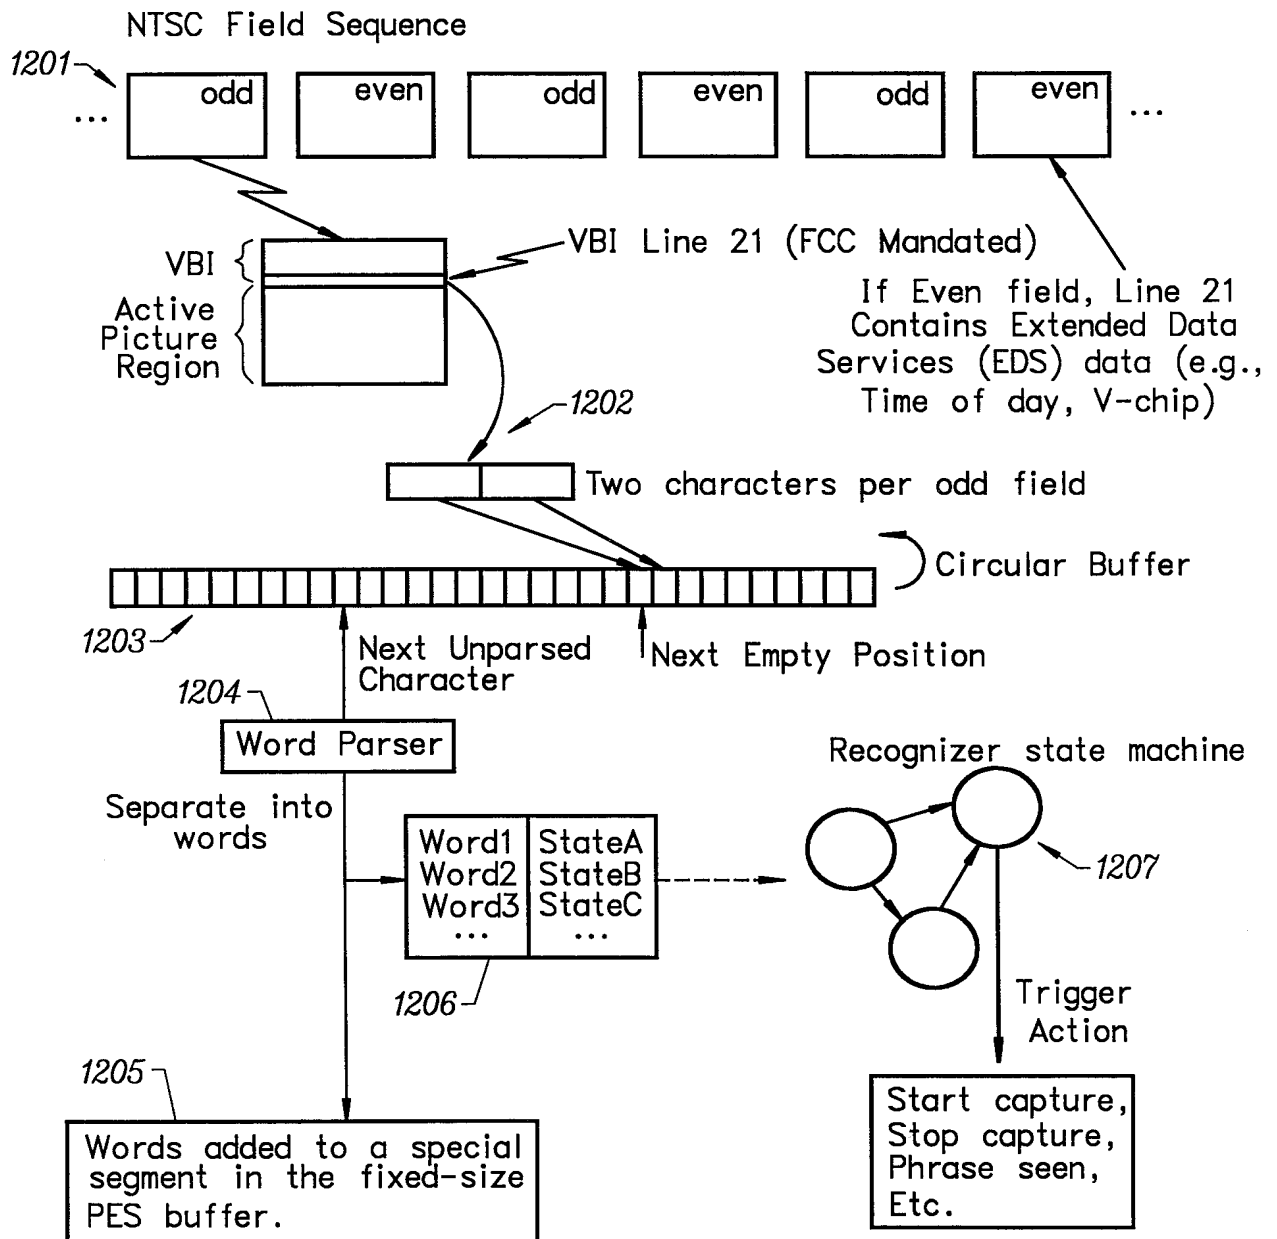 NTSC Field Sequence
1201
... odd even odd even odd even ...
VBI
VBI Line 21 (FCC Mandated)
Active
Picture
Region
If Even field, Line 21
Contains Extended Data
Services (EDS) data (e.g.,
Time of day, V-chip)
1202
Two characters per odd field
Circular Buffer
1203
Next Unparsed
Character
Next Empty Position
1204
Word Parser
Separate into
words
Word1 StateA
Word2 StateB
Word3 StateC
... ...
1206
Recognizer state machine
1207
Trigger
Action
1205
Words added to a special
segment in the fixed-size
PES buffer.
Start capture,
Stop capture,
Phrase seen,
Etc.